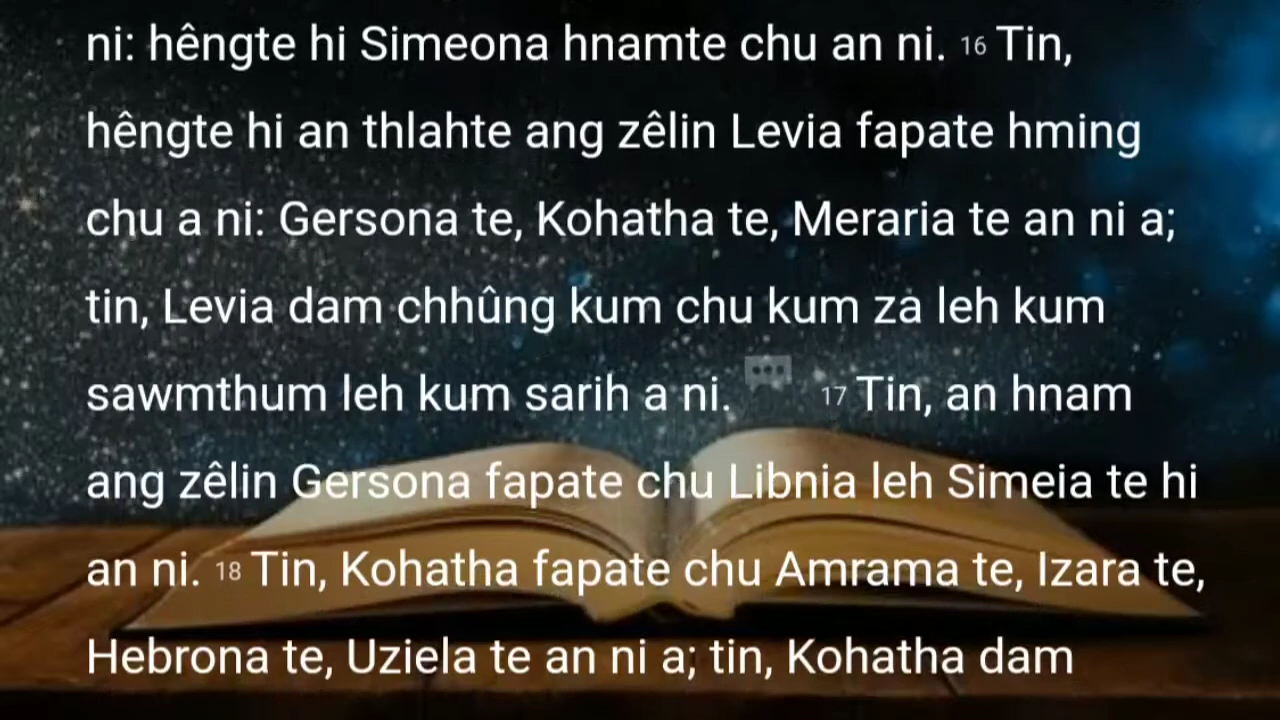 ni: hêngte hi Simeona hnamte chu an ni. 16 Tin,
hêngte hi an thlahte ang zêlin Levia fapate hming
chu a ni: Gersona te, Kohatha te, Meraria te an ni a;
tin, Levia dam chhûng kum chu kum za leh kum
sawmthum leh kum sarih a ni. 17 Tin, an hnam
ang zêlin Gersona fapate chu Libnia leh Simeia te hi
an ni. 18 Tin, Kohatha fapate chu Amrama te, Izara te,
Hebrona te, Uziela te an ni a; tin, Kohatha dam